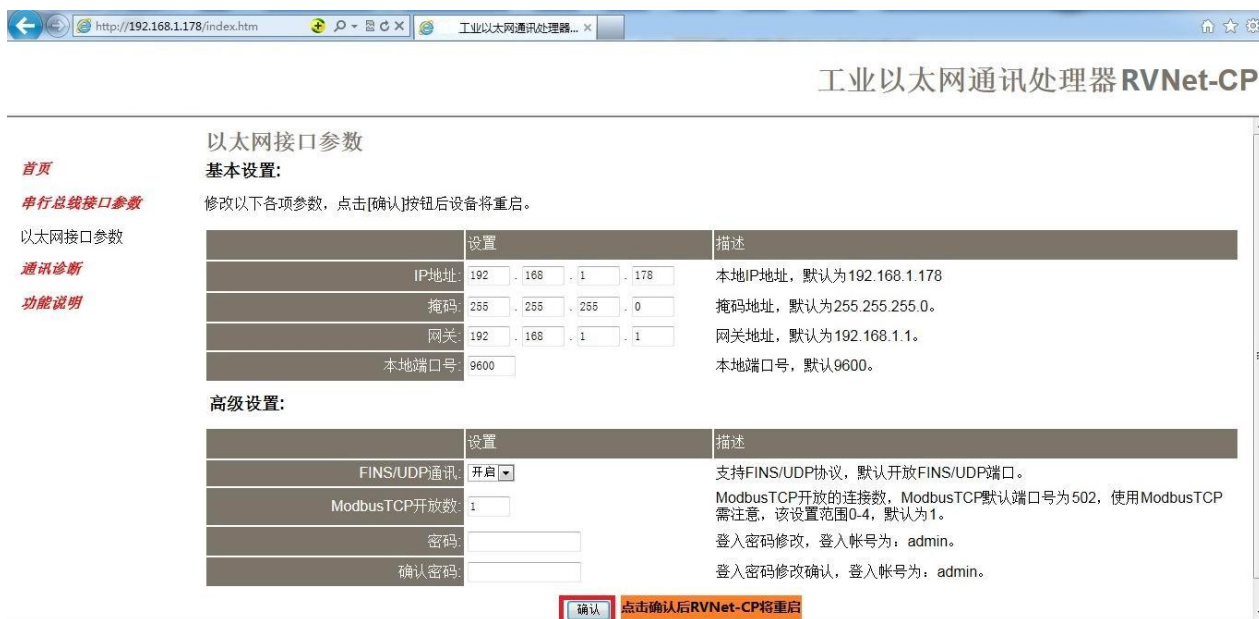 http://192.168.1.178/index.htm
工业以太网通讯处理器... ×
工业以太网通讯处理器RVNet-CP
首页
串行总线接口参数
以太网接口参数
通讯诊断
功能说明
以太网接口参数
基本设置:
修改以下各项参数，点击[确认]按钮后设备将重启。
设置 描述
IP地址: 192 . 168 . 1 . 178 本地IP地址，默认为192.168.1.178
掩码: 255 . 255 . 255 . 0 掩码地址，默认为255.255.255.0。
网关: 192 . 168 . 1 . 1 网关地址，默认为192.168.1.1。
本地端口号: 9600 本地端口号，默认9600。
高级设置:
设置 描述
FINS/UDP通讯: 开启 支持FINS/UDP协议，默认开放FINS/UDP端口。
ModbusTCP开放数: 1 ModbusTCP开放的连接数，ModbusTCP默认端口号为502，使用ModbusTCP
需注意，该设置范围0-4，默认为1。
密码: 登入密码修改，登入帐号为：admin。
确认密码: 登入密码修改确认，登入帐号为：admin。
确认 点击确认后RVNet-CP将重启